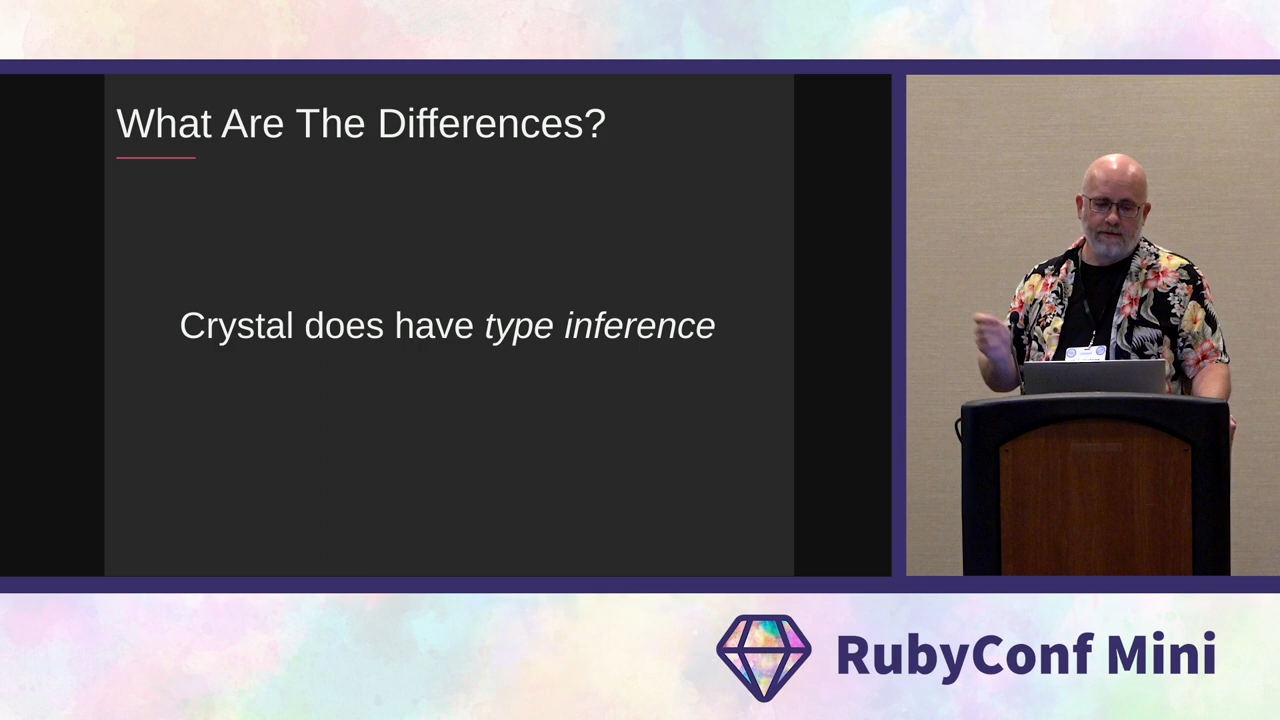 What Are The Differences?
Crystal does have type inference
RubyConf Mini